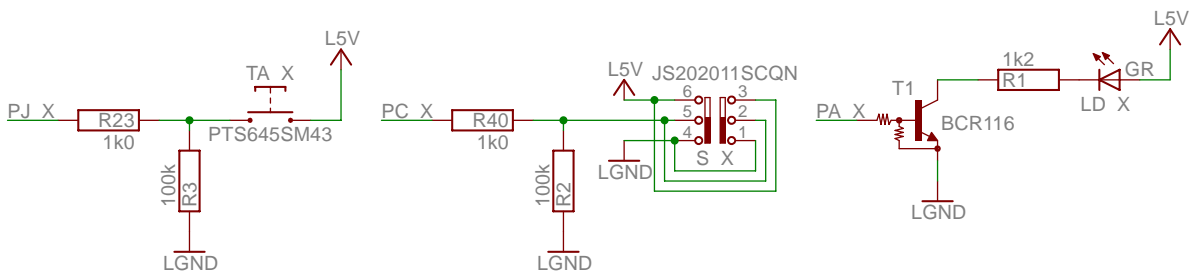 L5V
TA X
PJ X
R23
PTS645SM43
1k0
100k
R3
LGND
L5V
JS202011SCQN
PC X
R40
1k0
6
5
4
3
2
1
S X
LGND
100k
R2
LGND
L5V
1k2
R1
GR
LD X
T1
PA X
BCR116
LGND